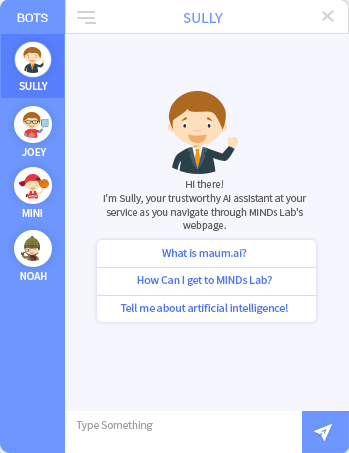 BOTS
SULLY
SULLY
JOEY
MINI
NOAH
Hi there!
I'm Sully, your trustworthy AI assistant at your
service as you navigate through MINDs Lab's
webpage.
What is maum.ai?
How Can I get to MINDs Lab?
Tell me about artificial intelligence!
Type Something